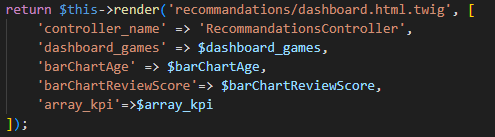 return $this->render('recommandations/dashboard.html.twig', [
'controller_name' => 'RecommandationsController',
'dashboard_games' => $dashboard_games,
'barChartAge' => $barChartAge,
'barChartReviewScore'=> $barChartReviewScore,
'array_kpi'=>$array_kpi
]);